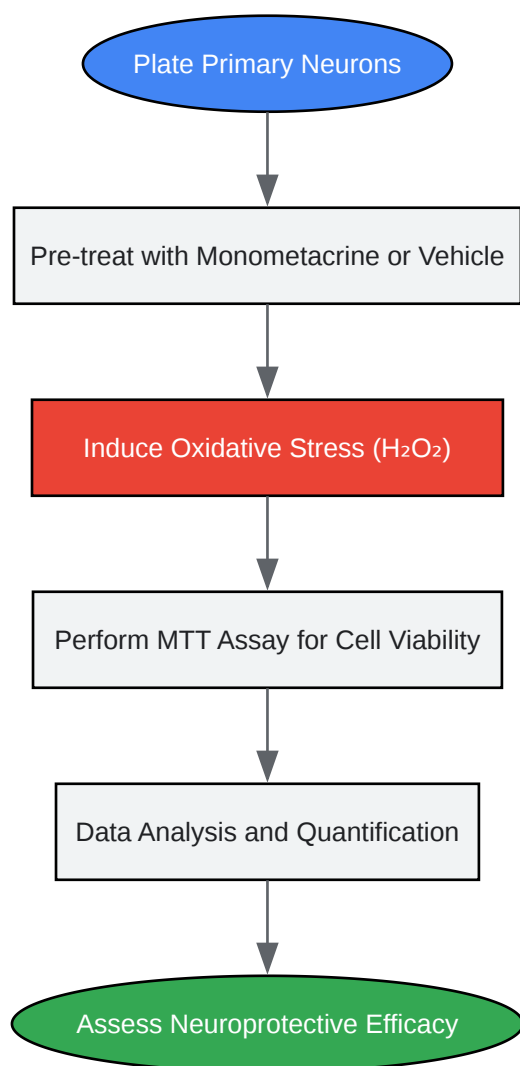 Plate Primary Neurons
Pre-treat with Monometacrine or Vehicle
Induce Oxidative Stress (H₂O₂)
Perform MTT Assay for Cell Viability
Data Analysis and Quantification
Assess Neuroprotective Efficacy